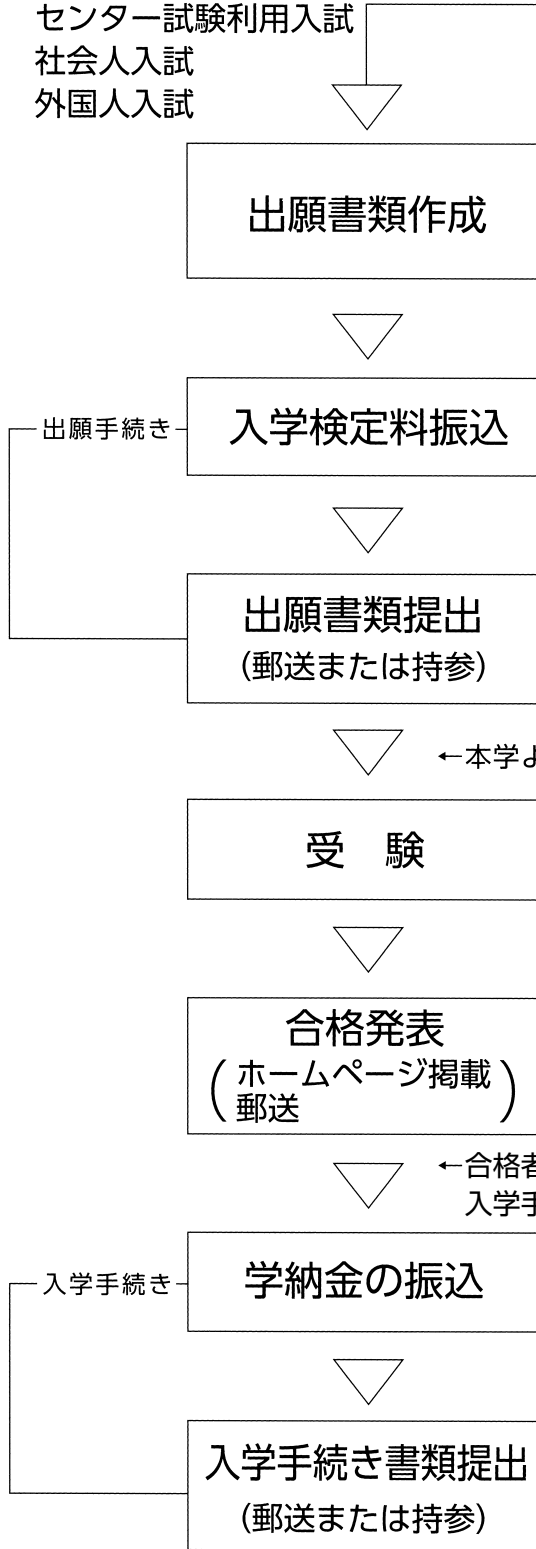 センター試験利用入試
社会人入試
外国人入試
出願書類作成
出願手続き
入学検定料振込
出願書類提出
（郵送または持参）
←本学よ
受　験
合格発表
（ホームページ掲載
郵送）
←合格者
入学手
入学手続き
学納金の振込
入学手続き書類提出
（郵送または持参）